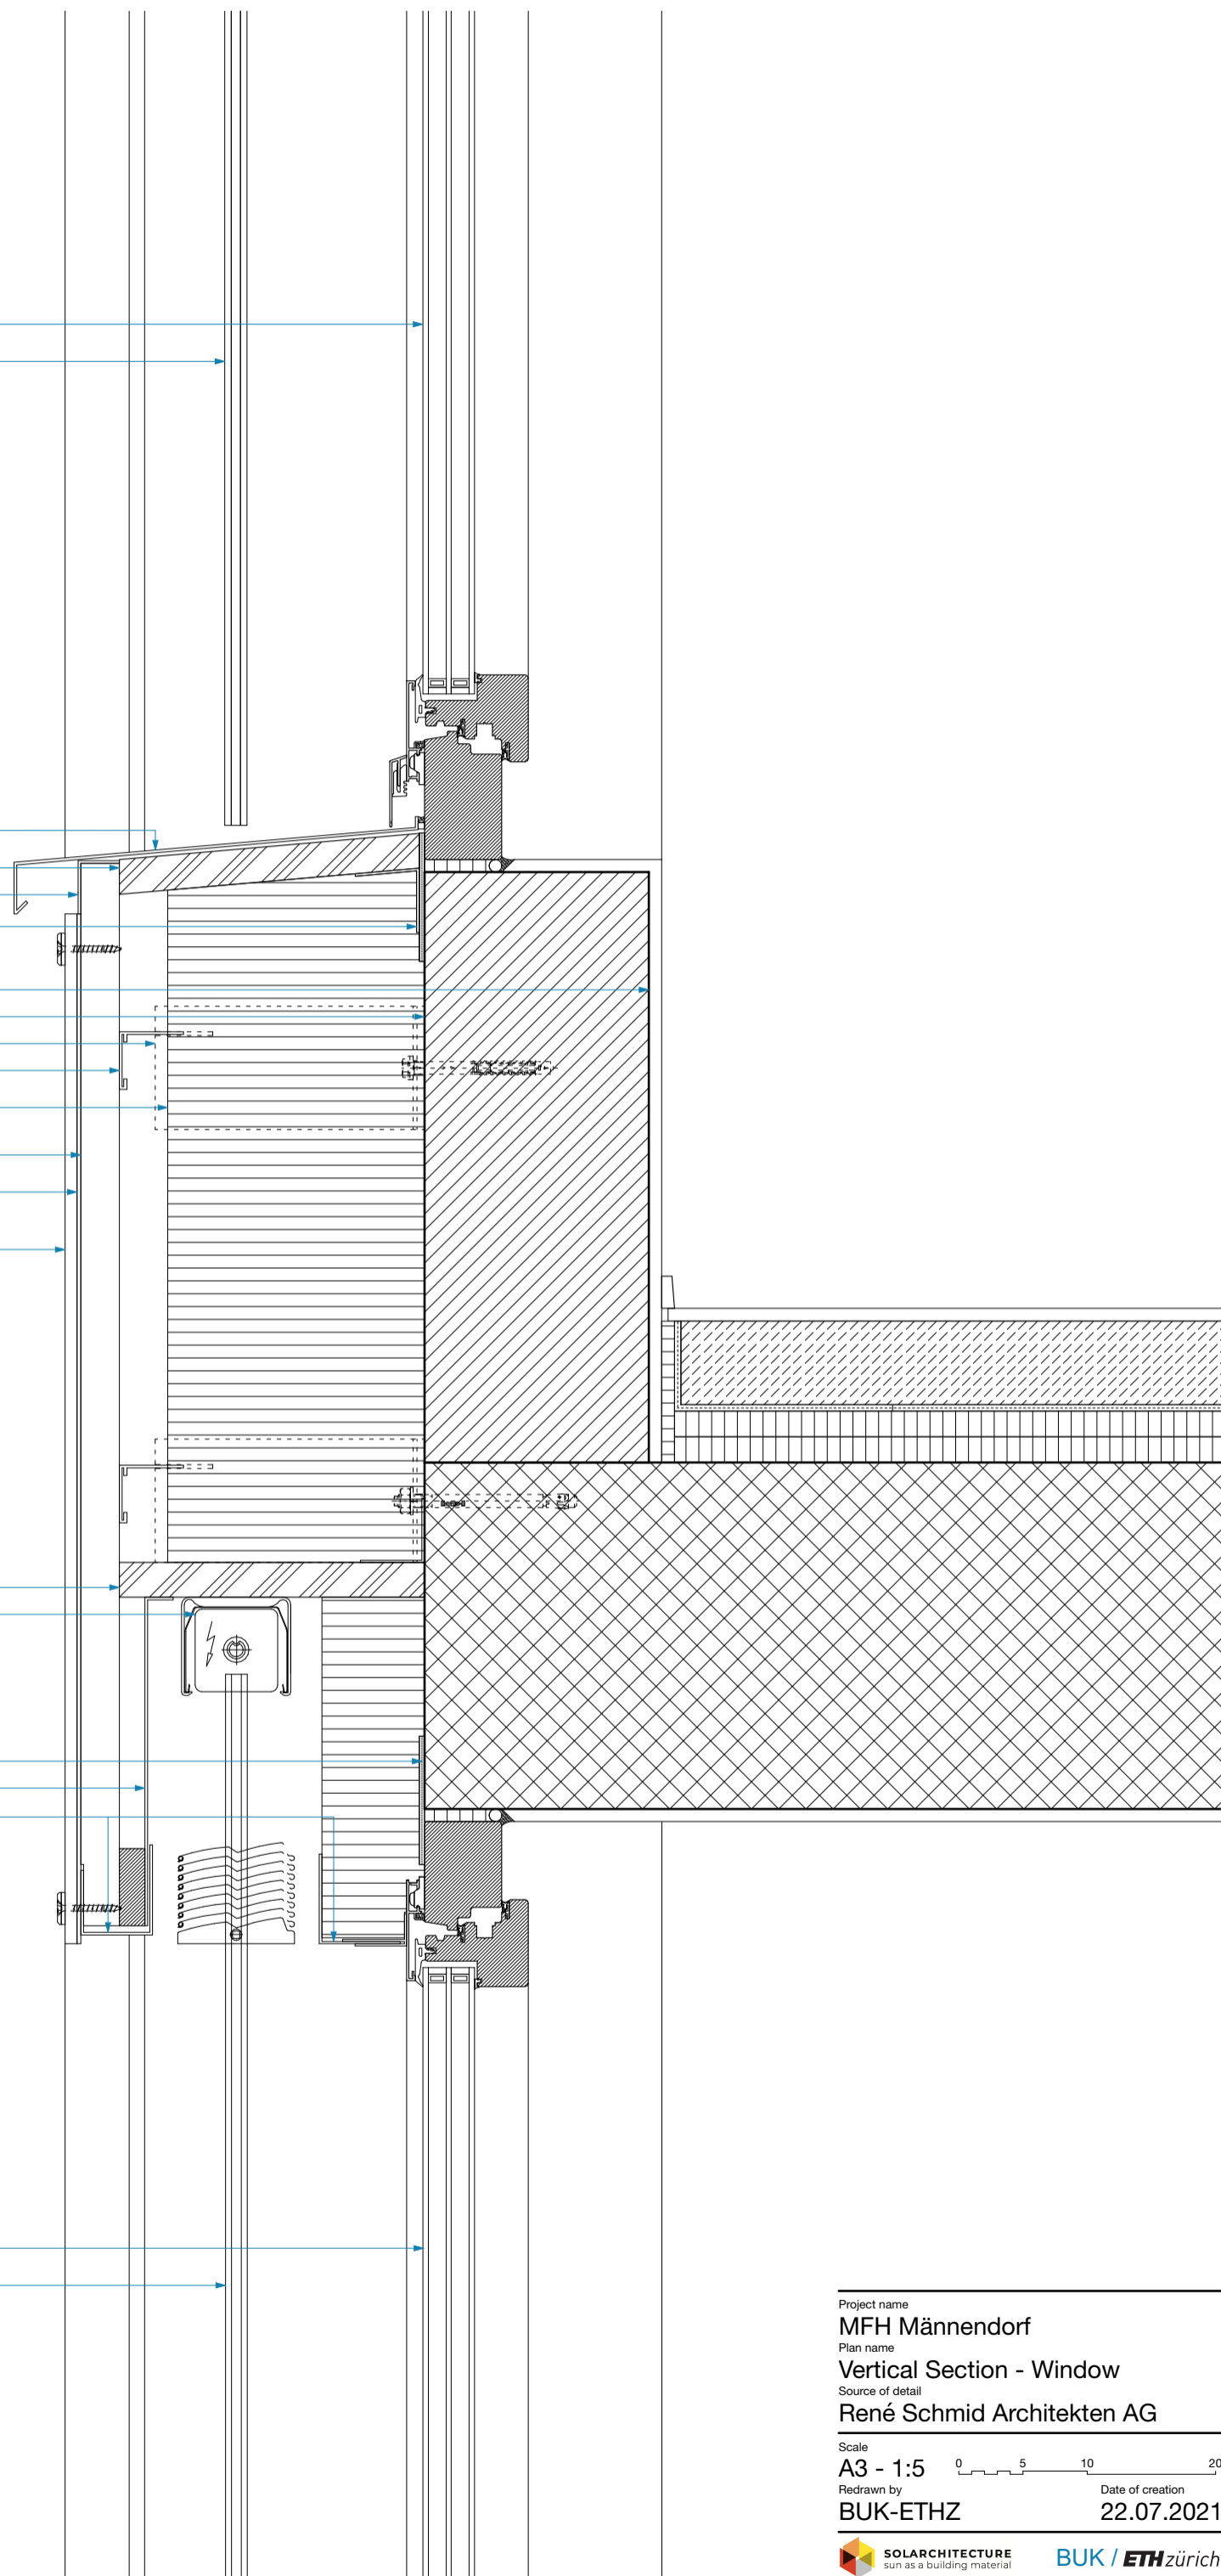 Project name
MFH Männendorf
Plan name
Vertical Section - Window
Source of detail
René Schmid Architekten AG
Scale
A3 - 1:5 0 5 10 20
Redrawn by Date of creation
BUK-ETHZ 22.07.2021
SOLARCHITECTURE
sun as a building material
BUK / ETH zürich